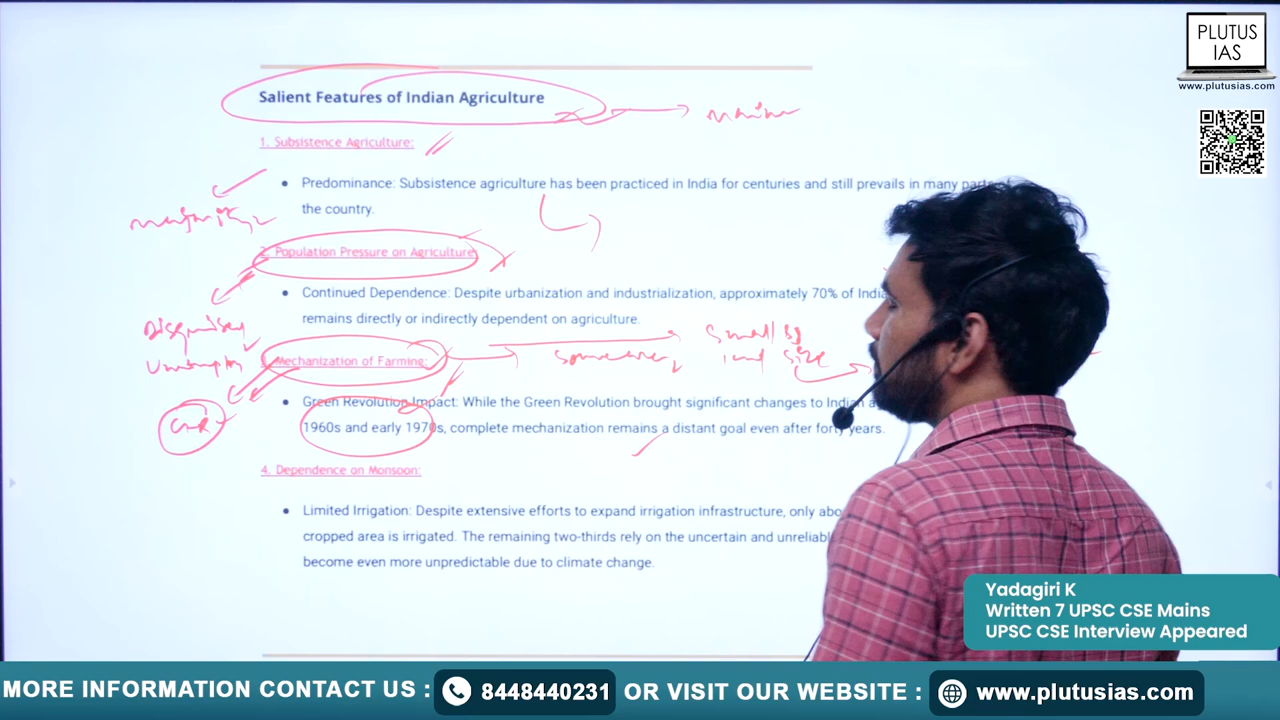 PLUTUS
IAS
www.plutusias.com
Salient Features of Indian Agriculture
1. Subsistence Agriculture:
Predominance: Subsistence agriculture has been practiced in India for centuries and still prevails in many parts
the country.
2. Population Pressure on Agriculture
Continued Dependence: Despite urbanization and industrialization, approximately 70% of India
remains directly or indirectly dependent on agriculture.
small
land size
3. Mechanization of Farming:
Green Revolution Impact: While the Green Revolution brought significant changes to Indian
1960s and early 1970s, complete mechanization remains a distant goal even after forty years.
4. Dependence on Monsoon:
Limited Irrigation: Despite extensive efforts to expand irrigation infrastructure, only
cropped area is irrigated. The remaining two-thirds rely on the uncertain and
become even more unpredictable due to climate change.
Yadagiri K
Written 7 UPSC CSE Mains
UPSC CSE Interview Appeared
MORE INFORMATION CONTACT US : 8448440231 OR VISIT OUR WEBSITE : www.plutusias.com